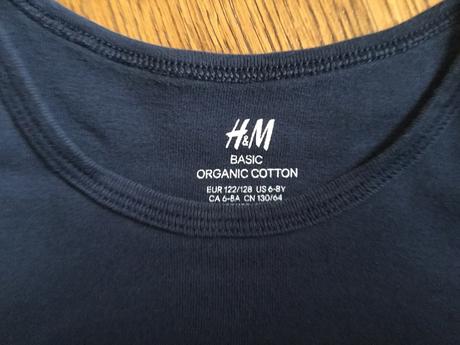 H&M
BASIC
ORGANIC COTTON
EUR 122/128 US 6-8Y
CA 6-8A CN 130/64